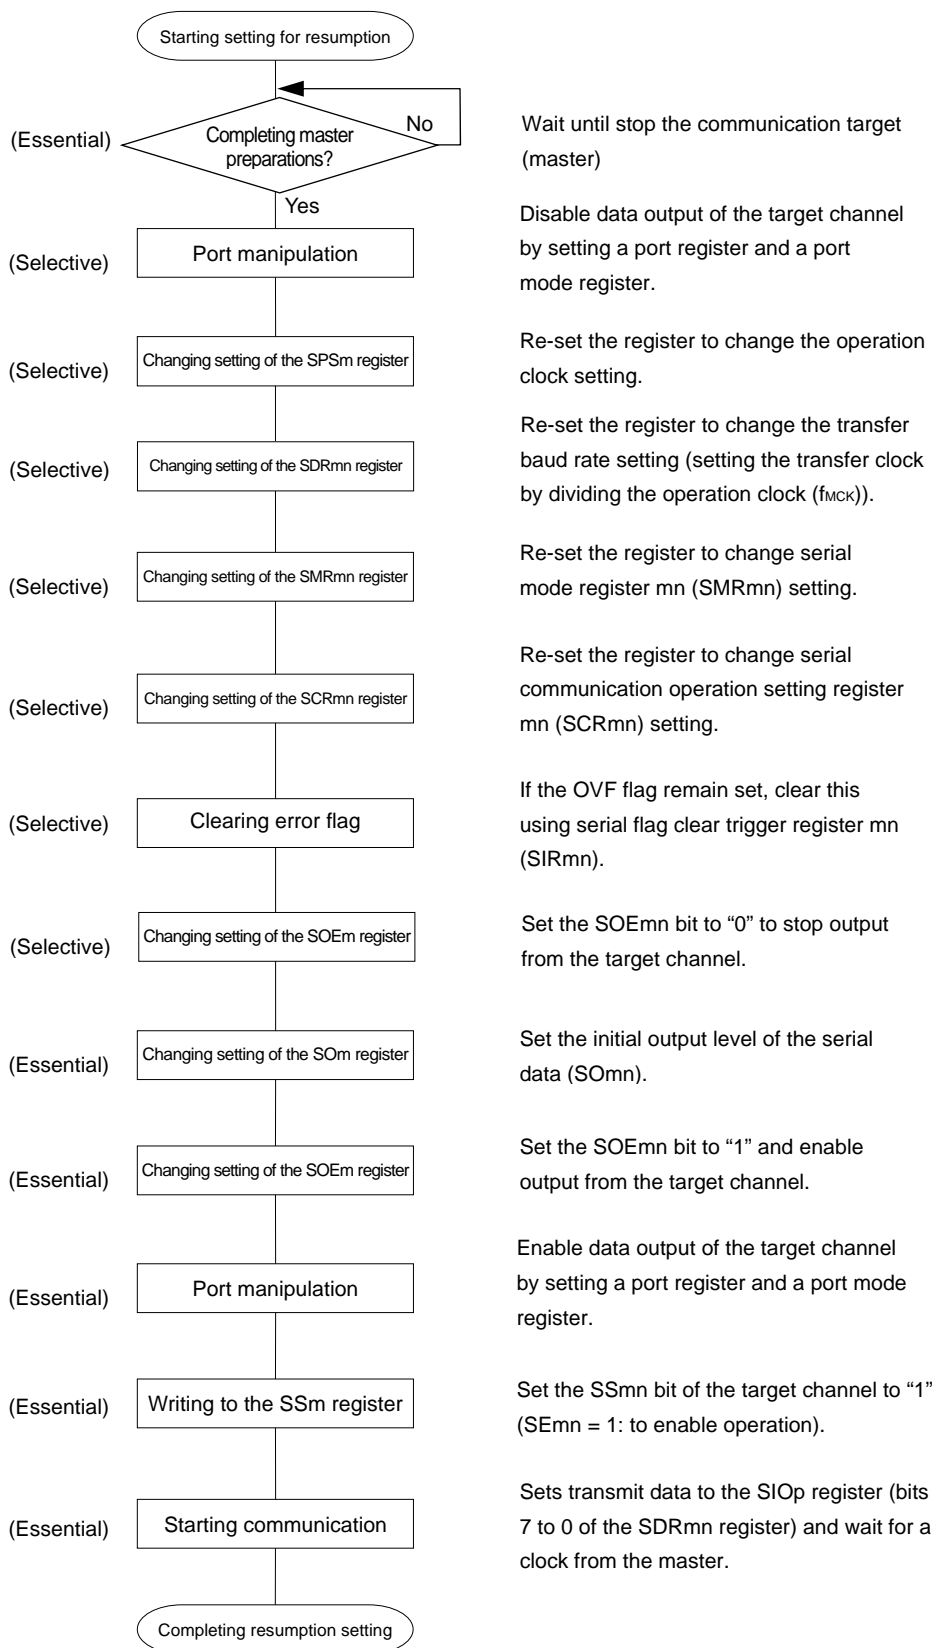 Starting setting for resumption
(Essential)
Completing master
preparations?
No
Wait until stop the communication target
(master)
Yes
(Selective)
Port manipulation
Disable data output of the target channel
by setting a port register and a port
mode register.
(Selective)
Changing setting of the SPSm register
Re-set the register to change the operation
clock setting.
(Selective)
Changing setting of the SDRmn register
Re-set the register to change the transfer
baud rate setting (setting the transfer clock
by dividing the operation clock (fMCK)).
(Selective)
Changing setting of the SMRmn register
Re-set the register to change serial
mode register mn (SMRmn) setting.
(Selective)
Changing setting of the SCRmn register
Re-set the register to change serial
communication operation setting register
mn (SCRmn) setting.
(Selective)
Clearing error flag
If the OVF flag remain set, clear this
using serial flag clear trigger register mn
(SIRmn).
(Selective)
Changing setting of the SOEm register
Set the SOEmn bit to “0” to stop output
from the target channel.
(Essential)
Changing setting of the SOm register
Set the initial output level of the serial
data (SOmn).
(Essential)
Changing setting of the SOEm register
Set the SOEmn bit to “1” and enable
output from the target channel.
(Essential)
Port manipulation
Enable data output of the target channel
by setting a port register and a port mode
register.
(Essential)
Writing to the SSm register
Set the SSmn bit of the target channel to “1”
(SEmn = 1: to enable operation).
(Essential)
Starting communication
Sets transmit data to the SIOp register (bits
7 to 0 of the SDRmn register) and wait for a
clock from the master.
Completing resumption setting